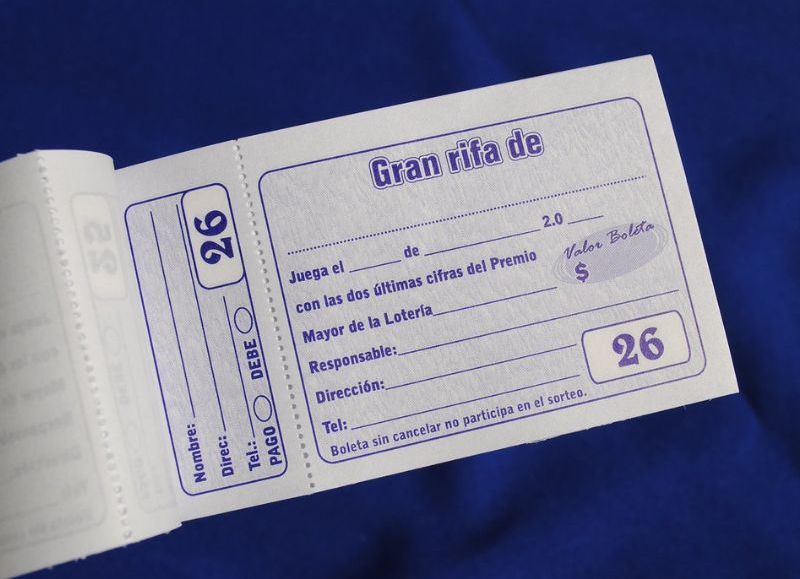 Gran rifa de
Juega el de 2.0
Valor Boleta
$
con las dos últimas cifras del Premio
Mayor de la Lotería
Responsable:
Dirección:
Tel:
26
Boleta sin cancelar no participa en el sorteo.
26
Nombre:
Direc:
Tel.:
PAGO DEBE
25